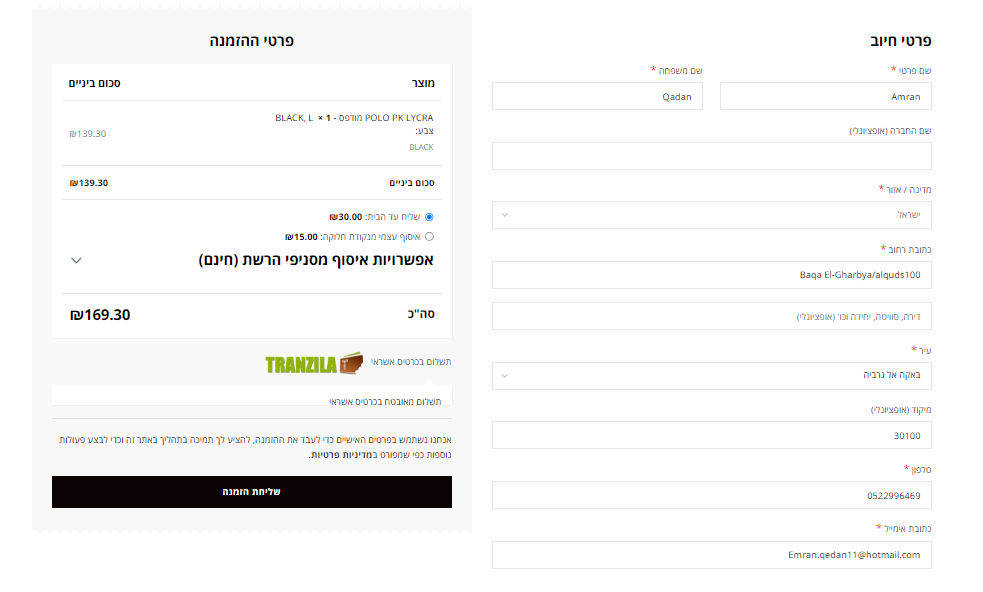 פרטי חיוב
שם פרטי *
שם משפחה *
Amran
Qadan
שם החברה (אופציונלי)
מדינה / אזור *
ישראל
כתובת רחוב *
Baqa El-Gharbya/alquds100
דירה, סוויטה, יחידה וכו' (אופציונלי)
עיר *
באקה אל גרביה
מיקוד (אופציונלי)
30100
טלפון *
0522996469
כתובת אימייל *
Emran.qedan11@hotmail.com
פרטי ההזמנה
מוצר
סכום ביניים
POLO PK LYCRA מודפס - BLACK, L × 1
צבע:
BLACK
₪139.30
סכום ביניים
₪139.30
שליח עד הבית: ₪30.00
איסוף עצמי מנקודת חלוקה: ₪15.00
אפשרויות איסוף מסניפי הרשת (חינם)
סה"כ
₪169.30
תשלום בכרטיס אשראי
TRANZILA
תשלום מאובטח בכרטיס אשראי
אנחנו נשתמש בפרטים האישיים כדי לעבד את ההזמנה, להציע לך תמיכה בתהליך באתר זה וכדי לבצע פעולות
נוספות כפי שמפורט במדיניות פרטיות.
שליחת הזמנה